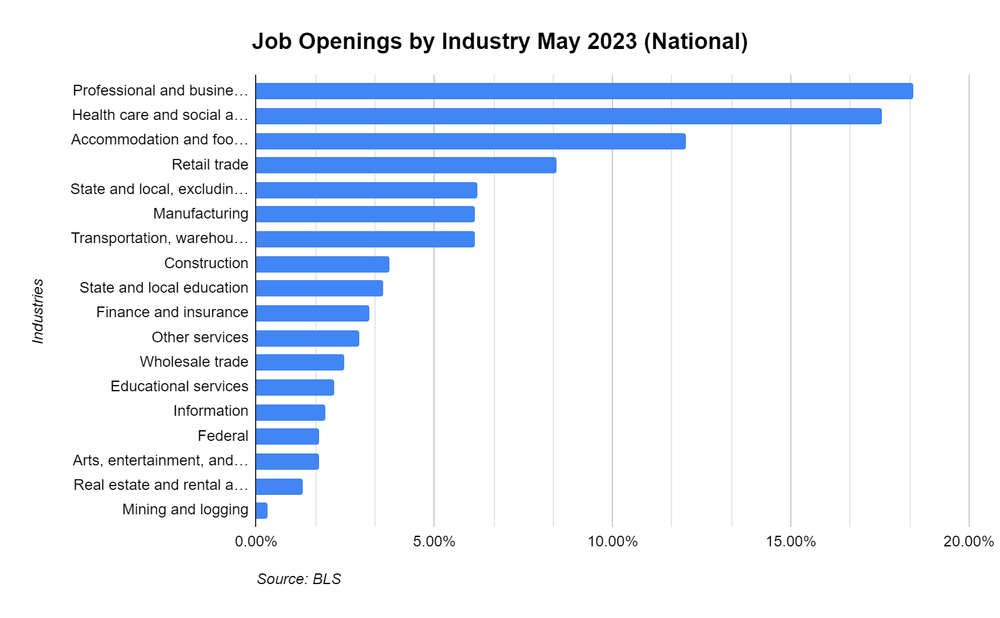 Job Openings by Industry May 2023 (National)
Industries
Professional and busine…
Health care and social a…
Accommodation and foo…
Retail trade
State and local, excludin…
Manufacturing
Transportation, warehou…
Construction
State and local education
Finance and insurance
Other services
Wholesale trade
Educational services
Information
Federal
Arts, entertainment, and…
Real estate and rental a…
Mining and logging
0.00% 5.00% 10.00% 15.00% 20.00%
Source: BLS